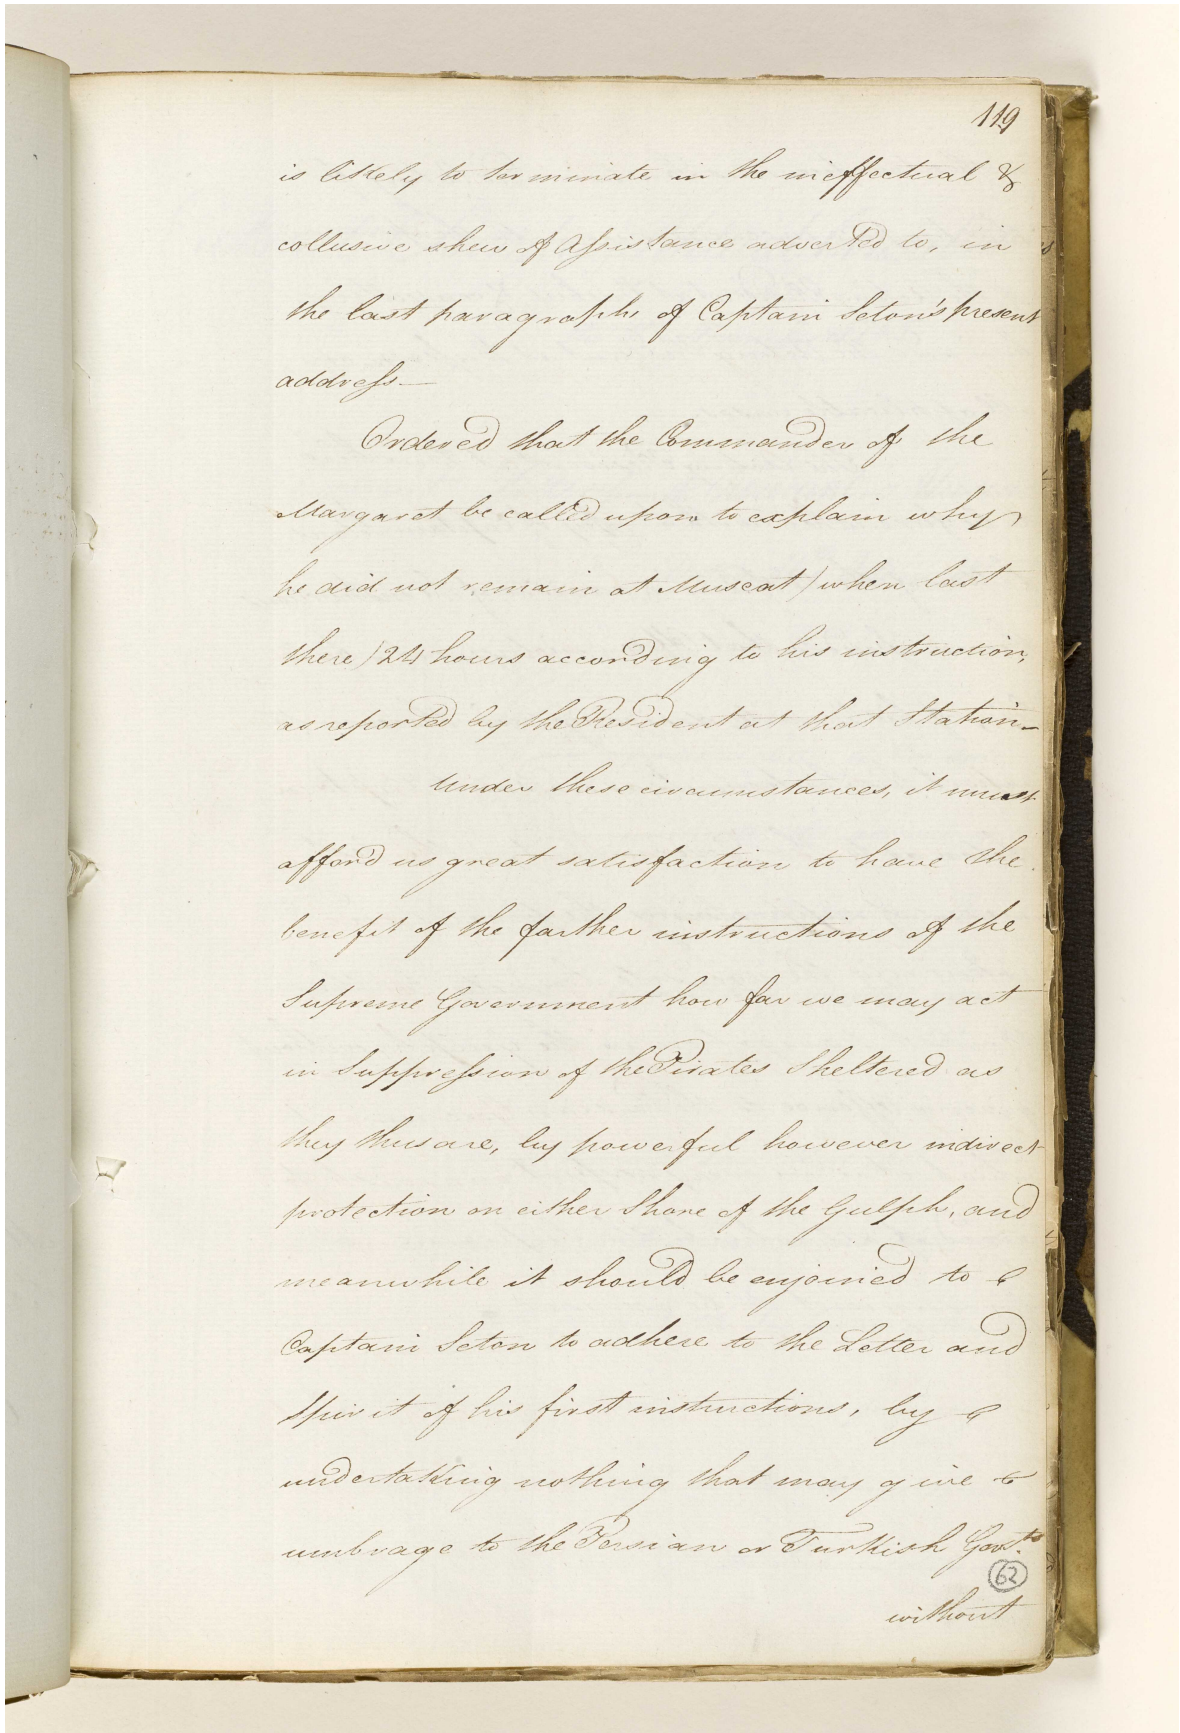 119
is likely to terminate in the ineffectual &
collusive shew of Assistance adverted to, in
the last paragraph, of Captain Seton's present
address—
Ordered that the Commander of the
Margaret be called upon to explain why
he did not remain at Muscat /when last
there/ 24 hours according to his instruction,
as reported by the Resident at that Station—
Under these circumstances, it must
afford us great satisfaction to have the
benefit of the farther instructions of the
Supreme Government how far we may act
in Suppression of the Pirates Sheltered as
they thus are, by powerful however indirect
protection on either Shore of the Gulph, and
meanwhile it should be enjoined to
Captain Seton to adhere to the Letter and
Spirit of his first instructions, by
undertaking nothing that may give
umbrage to the Persian or Turkish Govts.
62
without